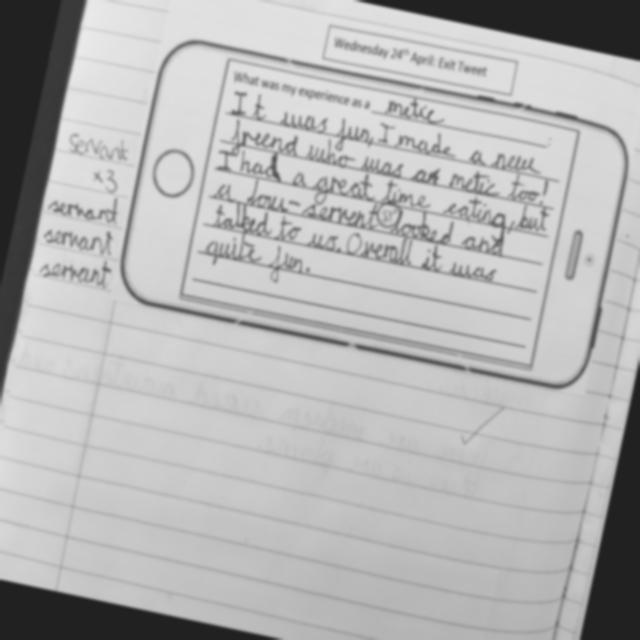 Wednesday 24th April: Exit Tweet
What was my experience as a metic
It was fun, I made a new
freend who was a metic too!
I had a great time eating, but
a sou-servent looked and
talked to us. Overall it was
quite fun.
Servant
x3
servant
servant
servant